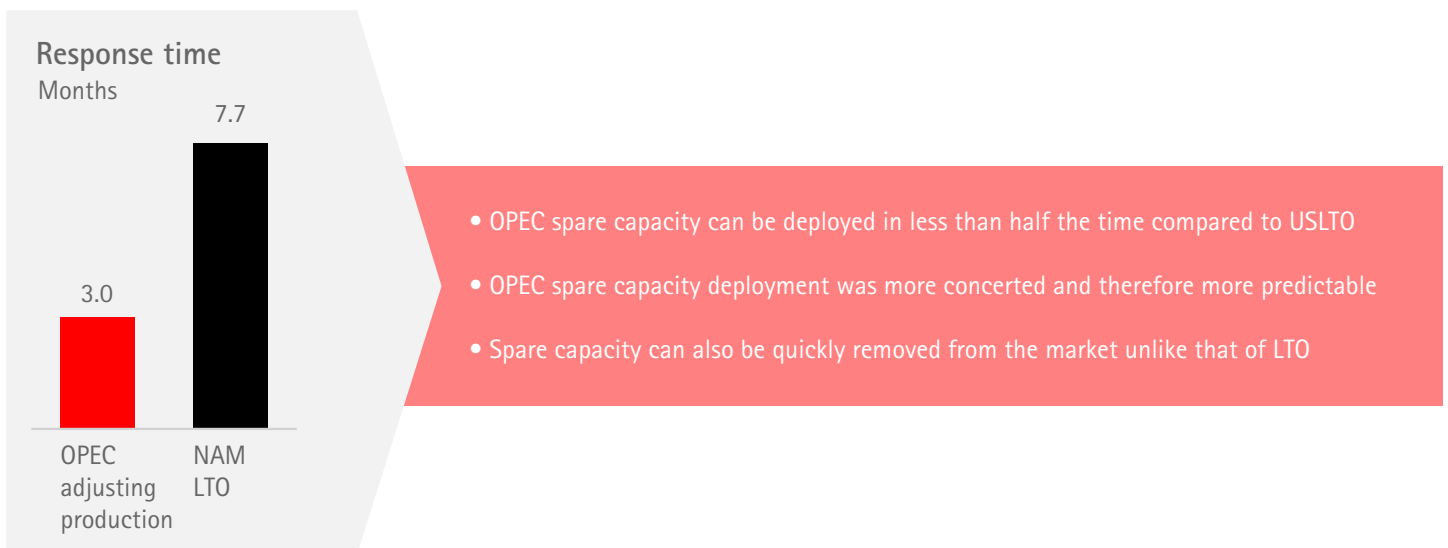 Response time
Months
7.7
3.0
OPEC
adjusting
production
NAM
LTO
• OPEC spare capacity can be deployed in less than half the time compared to USLTO
• OPEC spare capacity deployment was more concerted and therefore more predictable
• Spare capacity can also be quickly removed from the market unlike that of LTO